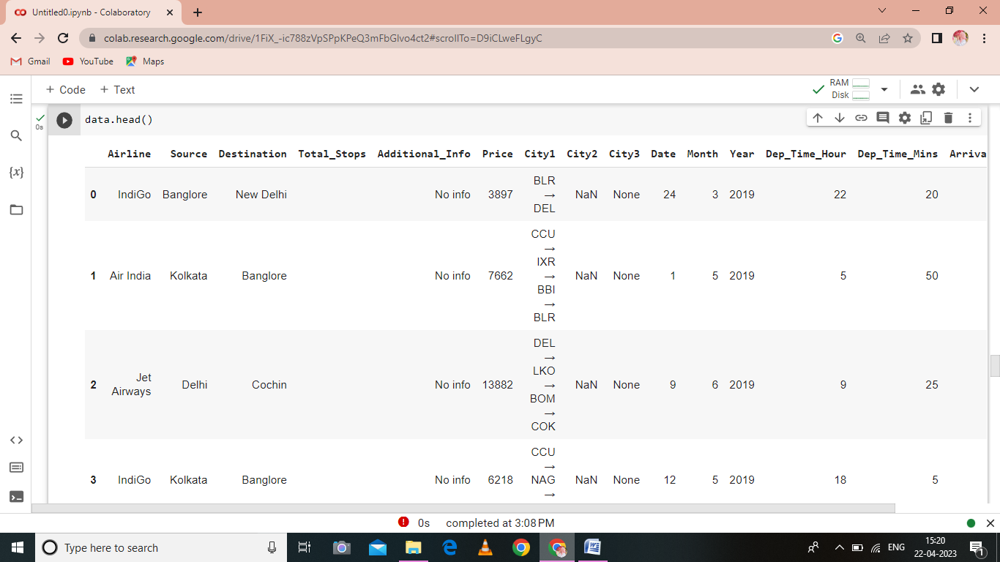 Untitled0.ipynb - Colaboratory
colab.research.google.com/drive/1FiX_-ic788zVpSPpKPeQ3mFbGIvo4ct2#scrollTo=D9iCLweFLgyC
Gmail YouTube Maps
+ Code + Text RAM
Disk
data.head()
0s
{x}
Airline Source Destination Total_Stops Additional_Info Price City1 City2 City3 Date Month Year Dep_Time_Hour Dep_Time_Mins Arriva
0 IndiGo Banglore New Delhi No info 3897 BLR → DEL NaN None 24 3 2019 22 20
1 Air India Kolkata Banglore No info 7662 CCU → IXR → BBI → BLR NaN None 1 5 2019 5 50
2 Jet Airways Delhi Cochin No info 13882 DEL → LKO → BOM → COK NaN None 9 6 2019 9 25
3 IndiGo Kolkata Banglore No info 6218 CCU → NAG → NaN None 12 5 2019 18 5
0s completed at 3:08 PM
Type here to search
ENG
15:20
22-04-2023
1